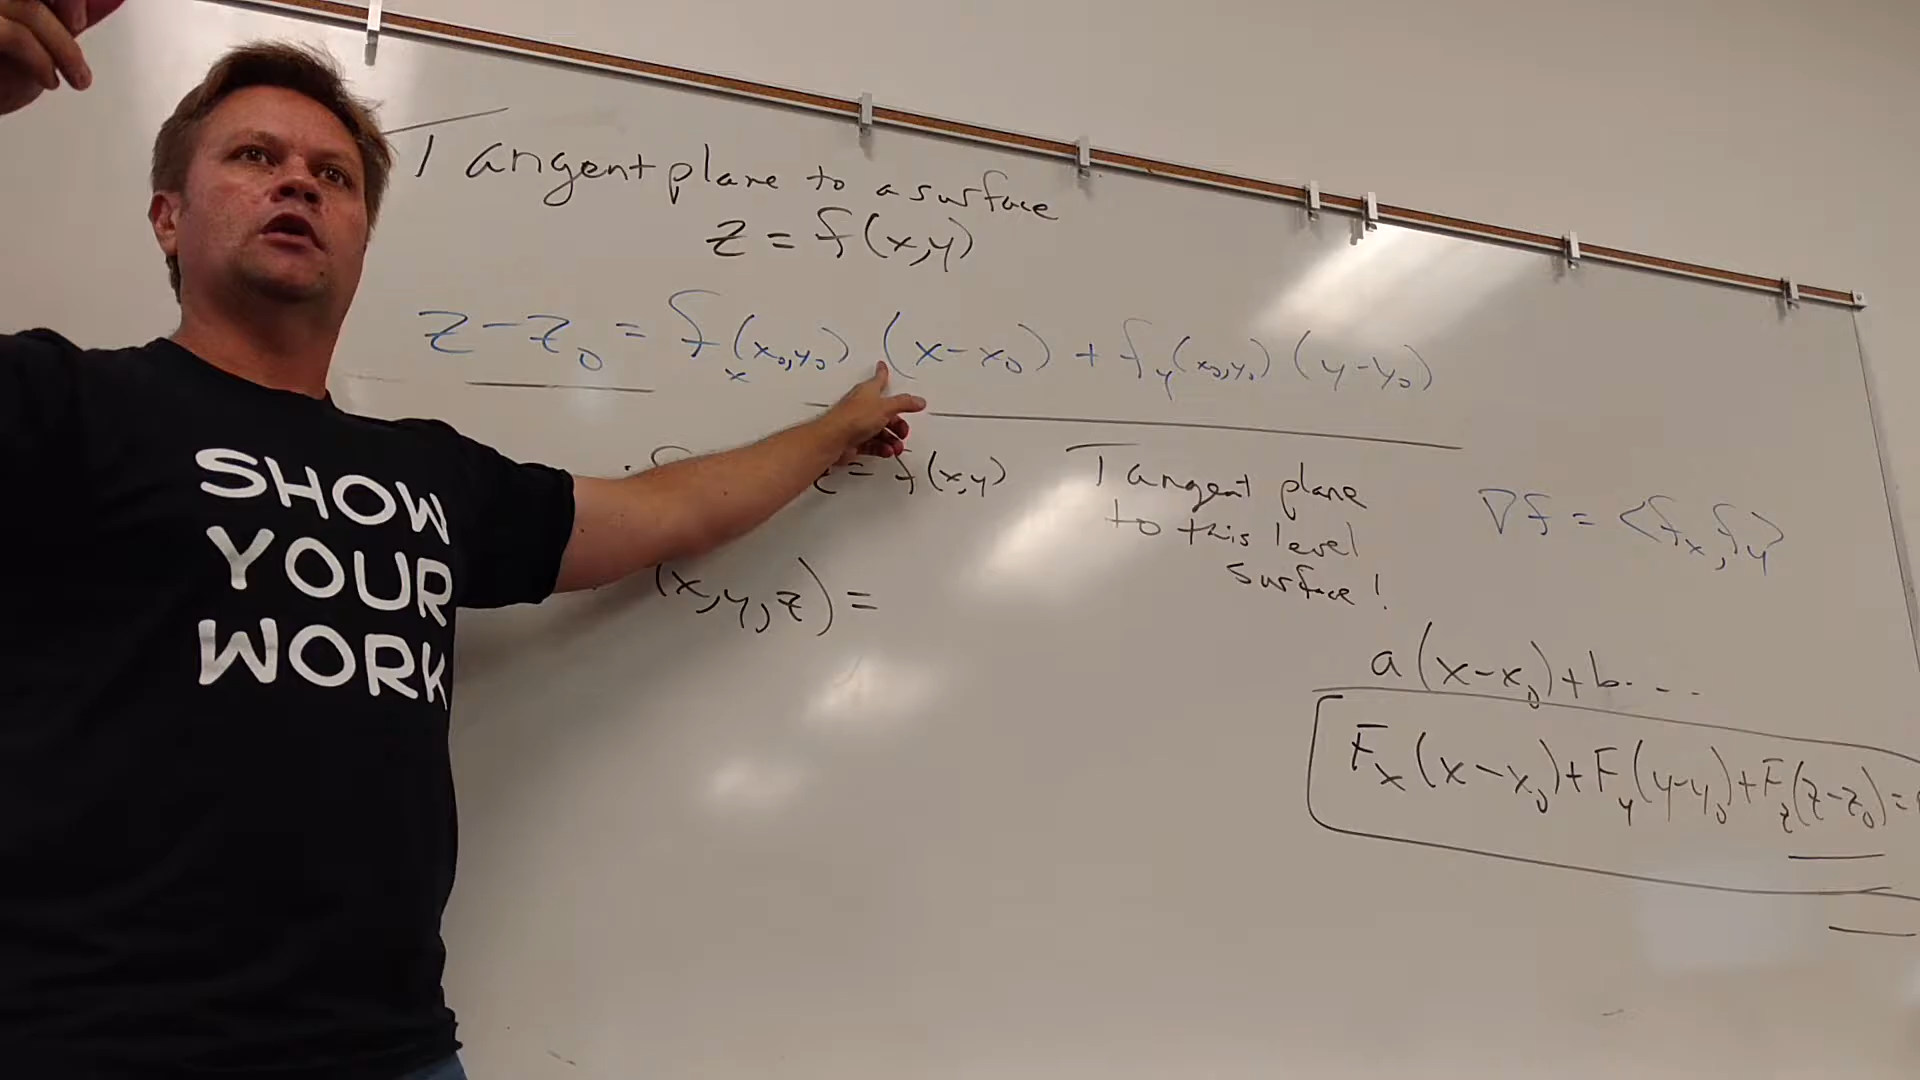 Tangent plane to a surface
z = f(x,y)
z - z₀ = fₓ(x₀,y₀) (x - x₀) + f_y(x₀,y₀) (y - y₀)
SHOW
YOUR
WORK
z = f(x,y)
Tangent plane
to this level
surface!
∇f = <fₓ, f_y>
(x, y, z) =
a(x - x₀) + b . . . .
Fₓ(x - x₀) + F_y(y - y₀) + F_z(z - z₀) =